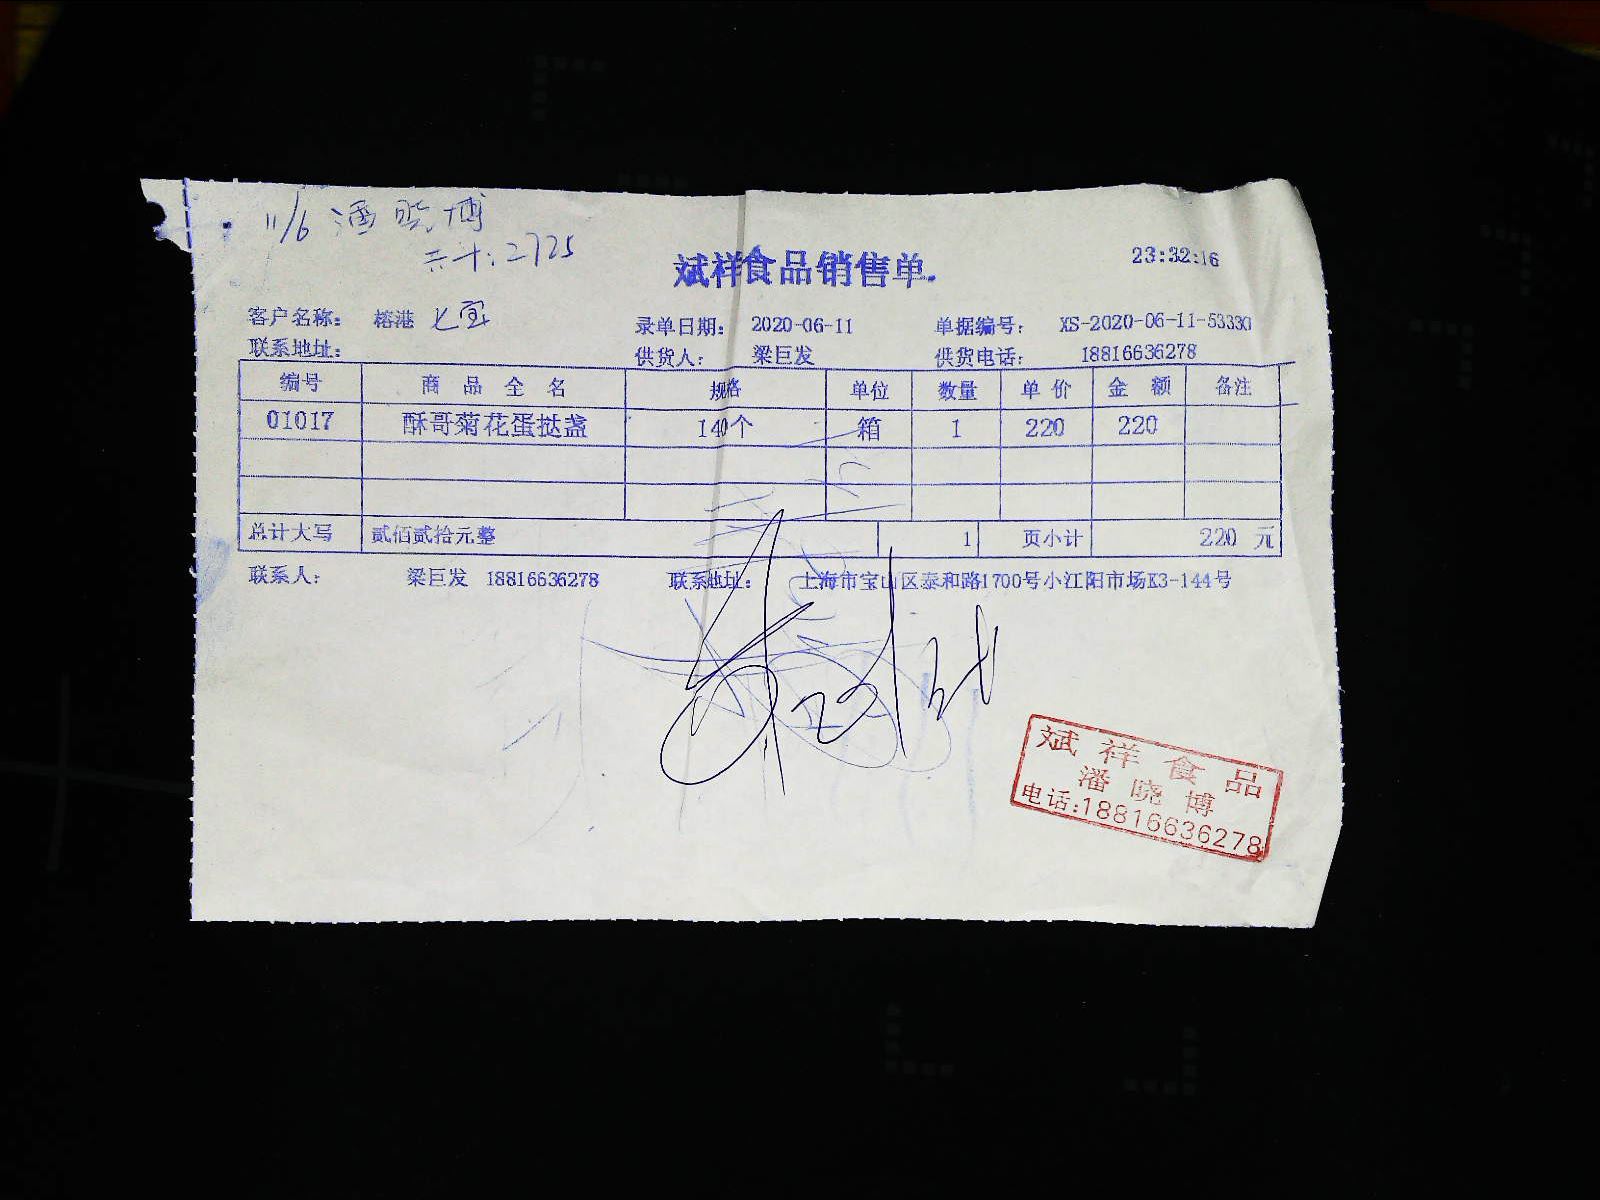 11/6 潘晓博
共计:2725
斌祥食品销售单.
23:32:16
客户名称: 榕港 七宝 录单日期: 2020-06-11 单据编号: XS-2020-06-11-53330
联系地址: 供货人: 梁巨发 供货电话: 18816636278
编号 商品全名 规格 单位 数量 单价 金额 备注
01017 酥哥菊花蛋挞盏 140个 箱 1 220 220
总计大写 贰佰贰拾元整 1 页小计 220 元
联系人: 梁巨发 18816636278 联系地址: 上海市宝山区泰和路1700号小江阳市场K3-144号
斌祥食品
潘晓博
电话:18816636278